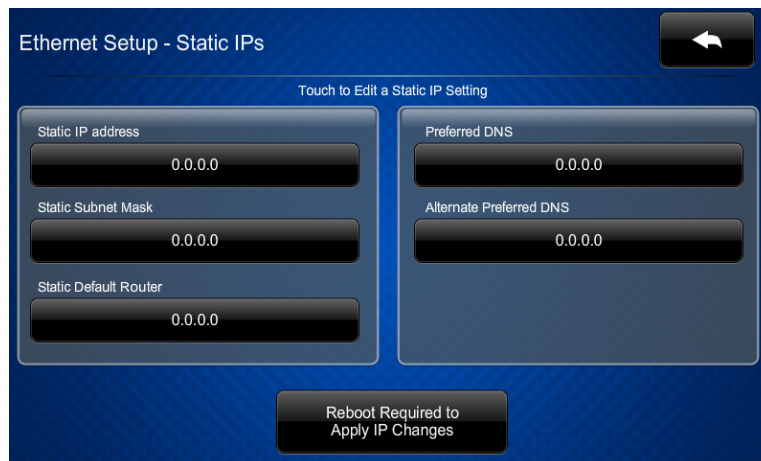 Ethernet Setup - Static IPs
Touch to Edit a Static IP Setting
Static IP address
0.0.0.0
Static Subnet Mask
0.0.0.0
Static Default Router
0.0.0.0
Preferred DNS
0.0.0.0
Alternate Preferred DNS
0.0.0.0
Reboot Required to
Apply IP Changes